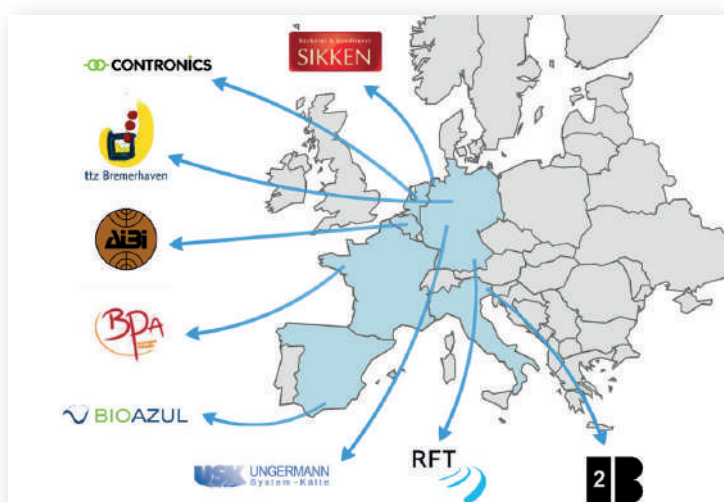 CONTRONICS
Bäckerei & Konditorei
SIKKEN
ttz Bremerhaven
AiBi
BPA
BIOAZUL
USK UNGERMANN
System-Kälte
RFT
2B